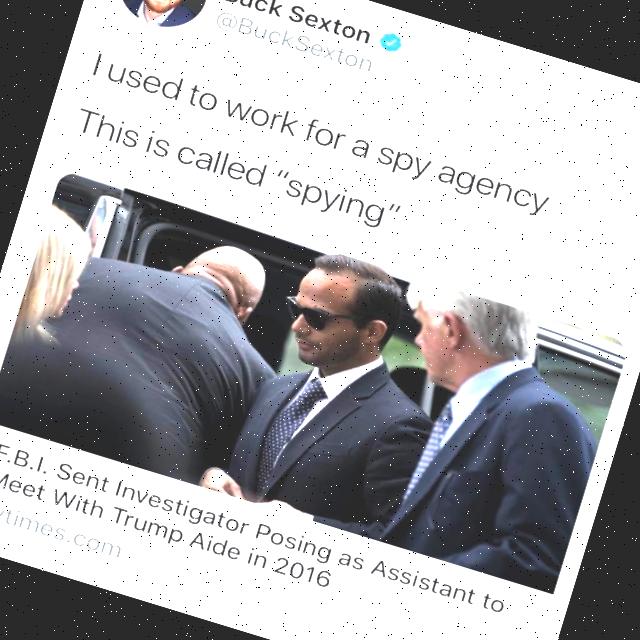 Buck Sexton
@BuckSexton
I used to work for a spy agency
This is called "spying"
F.B.I. Sent Investigator Posing as Assistant to
Meet With Trump Aide in 2016
ytimes.com